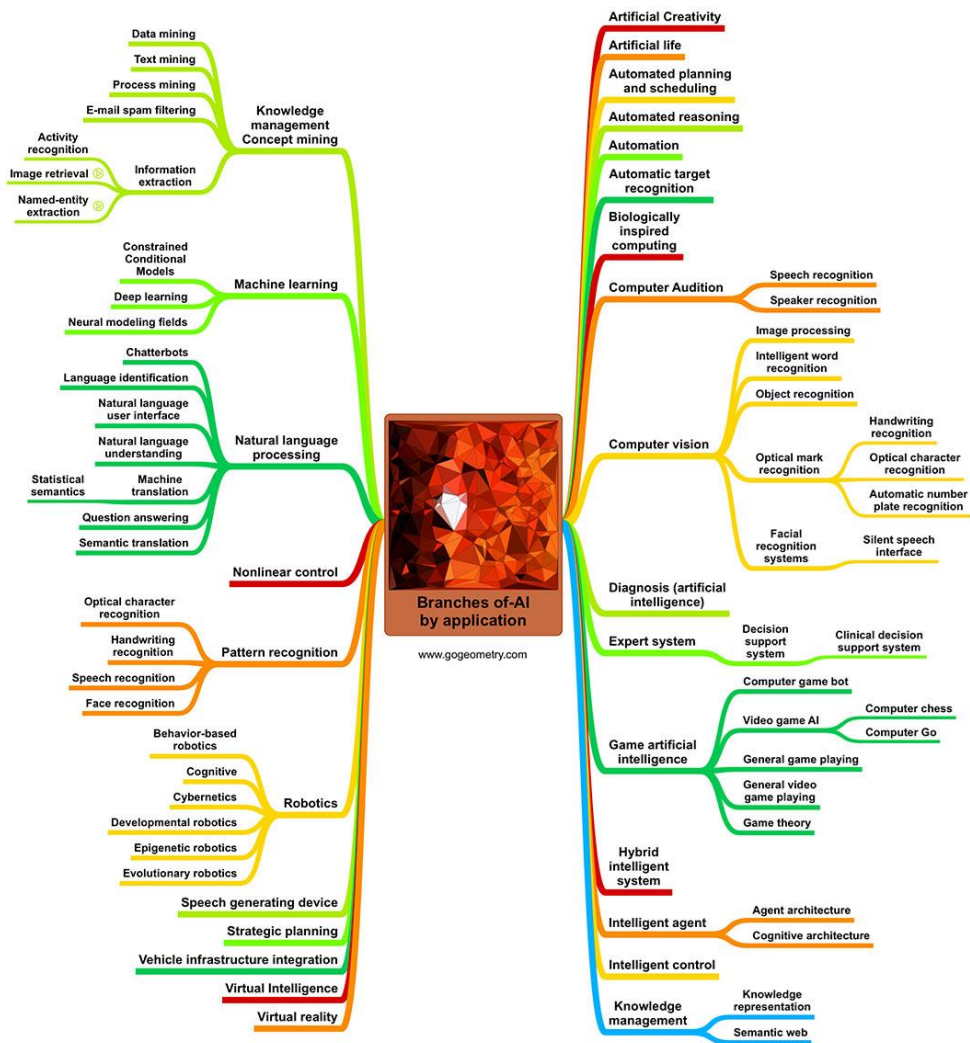 Data mining
Text mining
Process mining
E-mail spam filtering
Knowledge
management
Concept mining
Activity
recognition
Image retrieval
Named-entity
extraction
Information
extraction
Constrained
Conditional
Models
Deep learning
Neural modeling fields
Machine learning
Chatterbots
Language identification
Natural language
user interface
Natural language
understanding
Statistical
semantics
Machine
translation
Question answering
Semantic translation
Natural language
processing
Nonlinear control
Optical character
recognition
Handwriting
recognition
Speech recognition
Face recognition
Pattern recognition
Behavior-based
robotics
Cognitive
Cybernetics
Developmental robotics
Epigenetic robotics
Evolutionary robotics
Robotics
Speech generating device
Strategic planning
Vehicle infrastructure integration
Virtual Intelligence
Virtual reality
Branches of-AI
by application
www.gogeometry.com
Artificial Creativity
Artificial life
Automated planning
and scheduling
Automated reasoning
Automation
Automatic target
recognition
Biologically
inspired
computing
Computer Audition
Speech recognition
Speaker recognition
Computer vision
Image processing
Intelligent word
recognition
Object recognition
Optical mark
recognition
Handwriting
recognition
Optical character
recognition
Automatic number
plate recognition
Facial
recognition
systems
Silent speech
interface
Diagnosis (artificial
intelligence)
Expert system
Decision
support
system
Clinical decision
support system
Game artificial
intelligence
Computer game bot
Video game AI
Computer chess
Computer Go
General game playing
General video
game playing
Game theory
Hybrid
intelligent
system
Intelligent agent
Agent architecture
Cognitive architecture
Intelligent control
Knowledge
management
Knowledge
representation
Semantic web